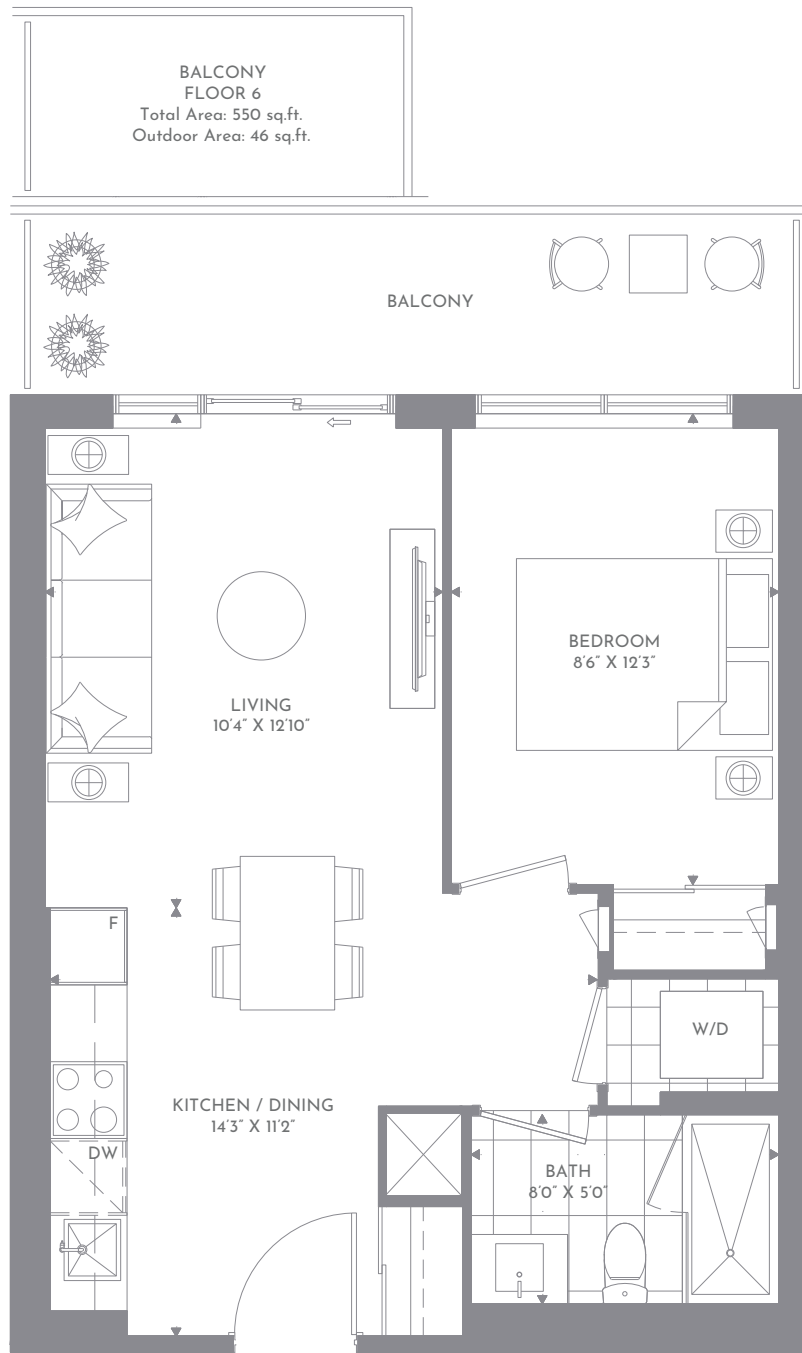 BALCONY
FLOOR 6
Total Area: 550 sq.ft.
Outdoor Area: 46 sq.ft.
BALCONY
BEDROOM
8'6" X 12'3"
LIVING
10'4" X 12'10"
F
W/D
KITCHEN / DINING
14'3" X 11'2"
DW
BATH
8'0" X 5'0"